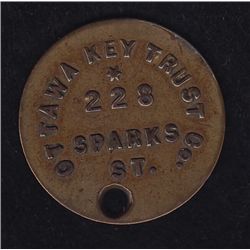 OTTAWA KEY TRUST Co.
★
228
SPARKS
ST.